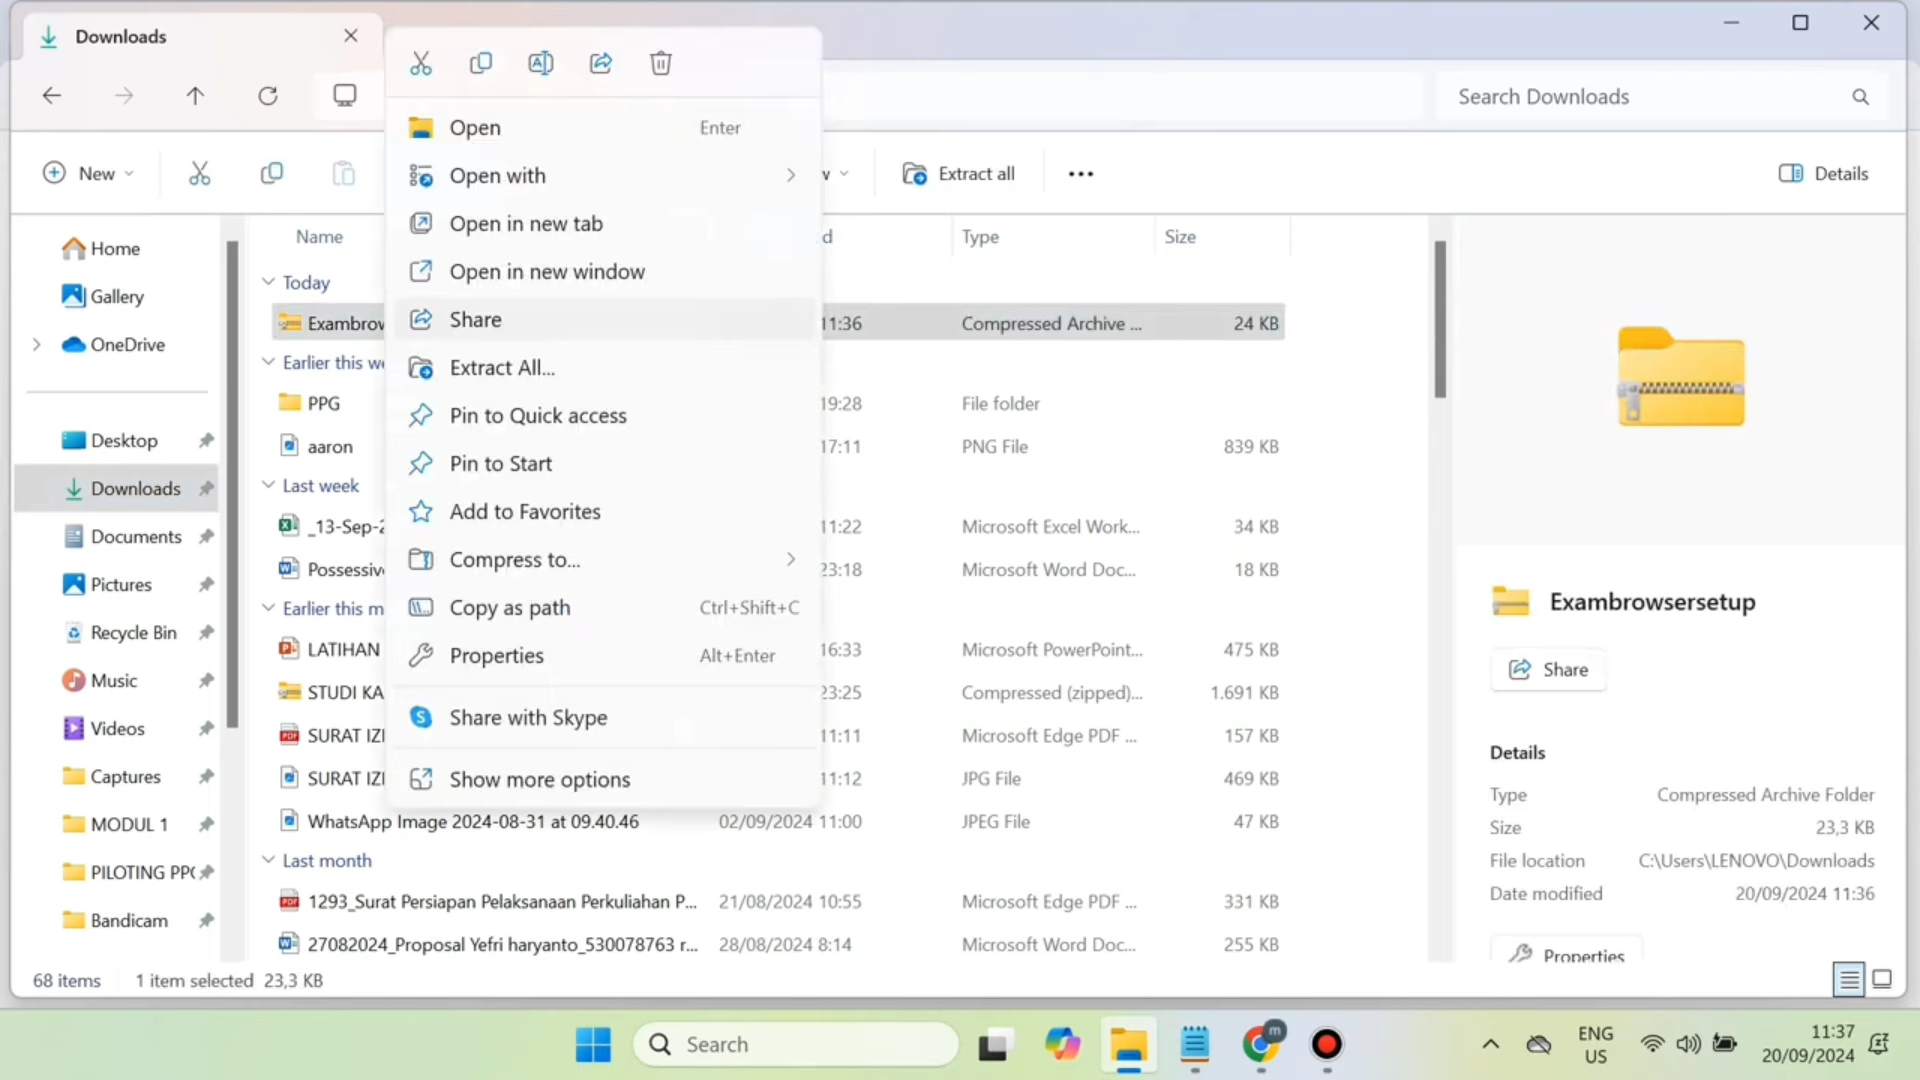 Downloads
Search Downloads
New
w
Extract all
Details
Home
Gallery
OneDrive
Desktop
Downloads
Documents
Pictures
Recycle Bin
Music
Videos
Captures
MODUL 1
PILOTING PPG
Bandicam
Name d Type Size
Today
Exambrow 11:36 Compressed Archive ... 24 KB
Earlier this we
PPG 19:28 File folder
aaron 17:11 PNG File 839 KB
Last week
_13-Sep-2 11:22 Microsoft Excel Work... 34 KB
Possessive 23:18 Microsoft Word Doc... 18 KB
Earlier this m
LATIHAN 16:33 Microsoft PowerPoint... 475 KB
STUDI KA 23:25 Compressed (zipped)... 1.691 KB
SURAT IZI 11:11 Microsoft Edge PDF ... 157 KB
SURAT IZI 11:12 JPG File 469 KB
WhatsApp Image 2024-08-31 at 09.40.46 02/09/2024 11:00 JPEG File 47 KB
Last month
1293_Surat Persiapan Pelaksanaan Perkuliahan P... 21/08/2024 10:55 Microsoft Edge PDF ... 331 KB
27082024_Proposal Yefri haryanto_530078763 r... 28/08/2024 8:14 Microsoft Word Doc... 255 KB
Open Enter
Open with
Open in new tab
Open in new window
Share
Extract All...
Pin to Quick access
Pin to Start
Add to Favorites
Compress to...
Copy as path Ctrl+Shift+C
Properties Alt+Enter
Share with Skype
Show more options
Exambrowsersetup
Share
Details
Type Compressed Archive Folder
Size 23,3 KB
File location C:\Users\LENOVO\Downloads
Date modified 20/09/2024 11:36
Properties
68 items 1 item selected 23,3 KB
Search
m
ENG
US
11:37
20/09/2024